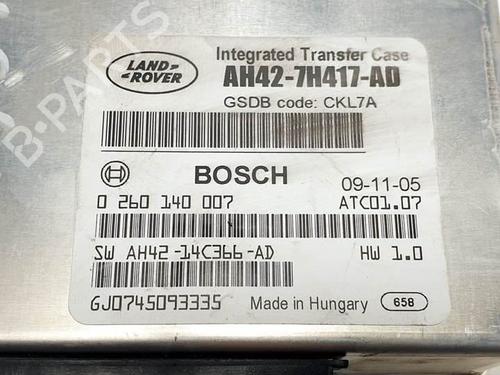 LAND
ROVER
Integrated Transfer Case
AH42-7H417-AD
GSDB code: CKL7A
BOSCH
09-11-05
0 260 140 007
ATC01.07
SW AH42-14C366-AD
HW 1.0
GJ0745093335
Made in Hungary
658
B-PARTS